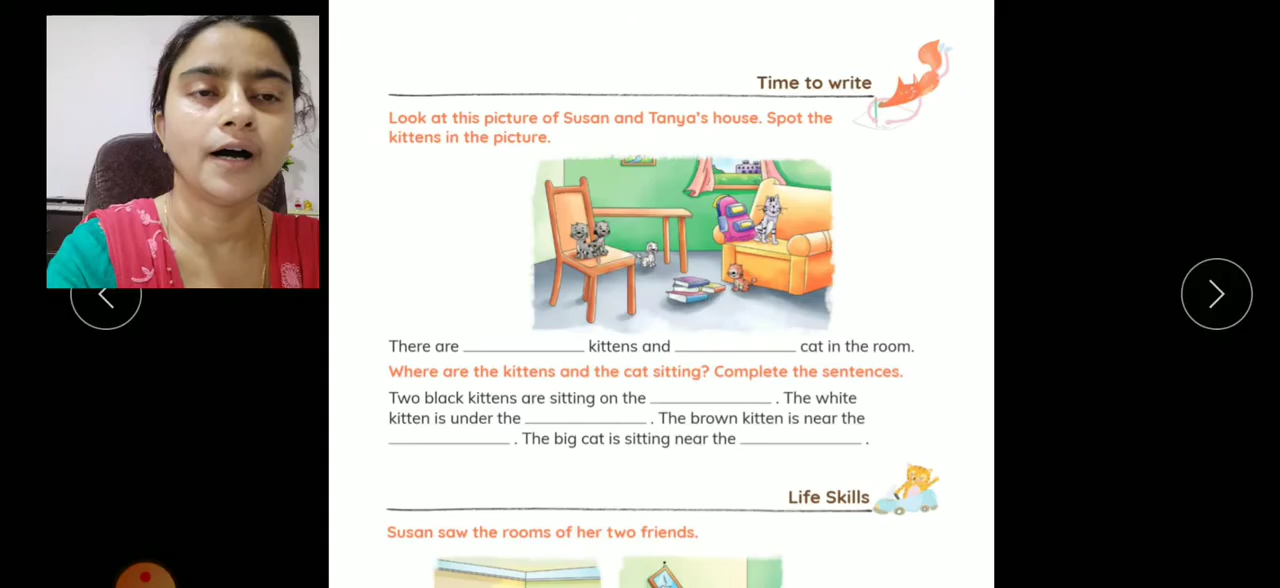 Time to write
Look at this picture of Susan and Tanya's house. Spot the
kittens in the picture.
There are ____________ kittens and ____________ cat in the room.
Where are the kittens and the cat sitting? Complete the sentences.
Two black kittens are sitting on the ____________ . The white
kitten is under the ____________ . The brown kitten is near the
____________ . The big cat is sitting near the ____________ .
Life Skills
Susan saw the rooms of her two friends.